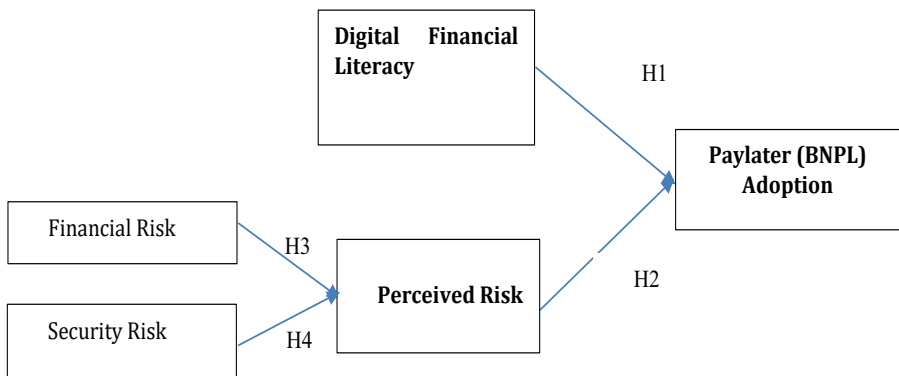 Digital Financial
Literacy
H1
Paylater (BNPL)
Adoption
Financial Risk
H3
Perceived Risk
H2
Security Risk
H4